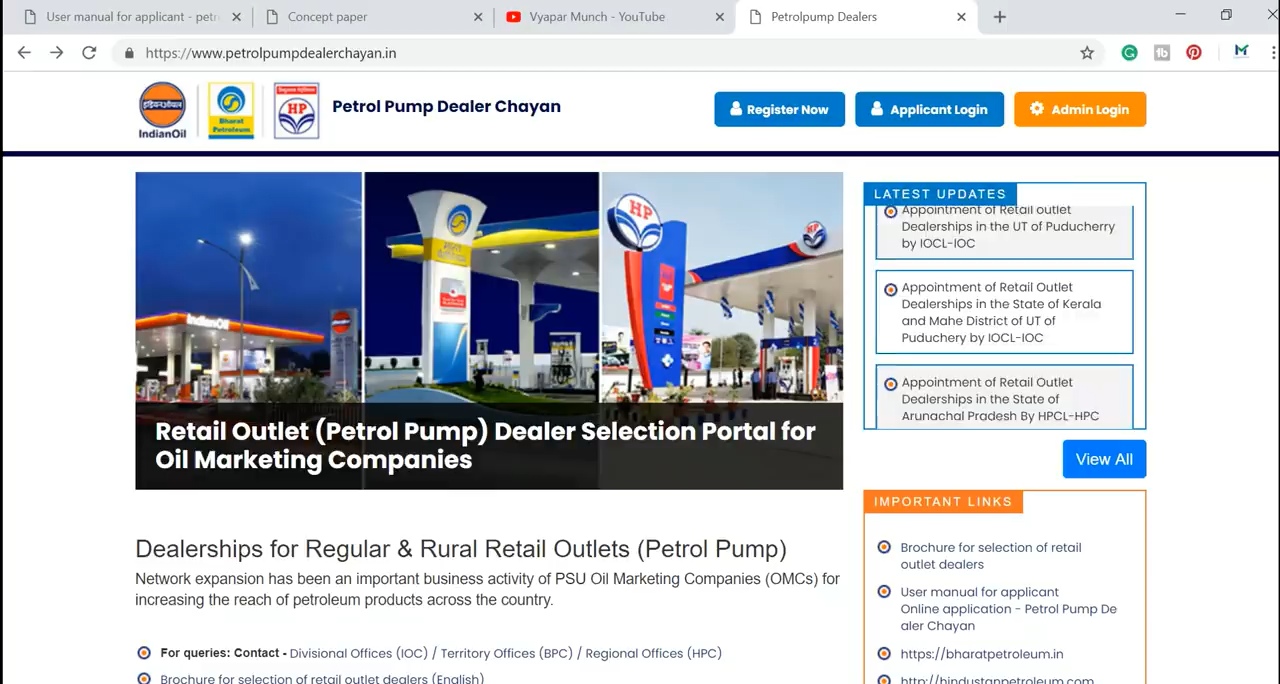 User manual for applicant - petr
Concept paper
Vyapar Munch - YouTube
Petrolpump Dealers
https://www.petrolpumpdealerchayan.in
इंडियनऑयल
IndianOil
Bharat
Petroleum
HP
Petrol Pump Dealer Chayan
Register Now
Applicant Login
Admin Login
IndianOil
HP
HP
Retail Outlet (Petrol Pump) Dealer Selection Portal for
Oil Marketing Companies
LATEST UPDATES
Appointment of Retail outlet
Dealerships in the UT of Puducherry
by IOCL-IOC
Appointment of Retail Outlet
Dealerships in the State of Kerala
and Mahe District of UT of
Puduchery by IOCL-IOC
Appointment of Retail Outlet
Dealerships in the State of
Arunachal Pradesh By HPCL-HPC
View All
IMPORTANT LINKS
Brochure for selection of retail
outlet dealers
User manual for applicant
Online application - Petrol Pump De
aler Chayan
https://bharatpetroleum.in
http://hindustanpetroleum.com
Dealerships for Regular & Rural Retail Outlets (Petrol Pump)
Network expansion has been an important business activity of PSU Oil Marketing Companies (OMCs) for
increasing the reach of petroleum products across the country.
For queries: Contact - Divisional Offices (IOC) / Territory Offices (BPC) / Regional Offices (HPC)
Brochure for selection of retail outlet dealers (English)